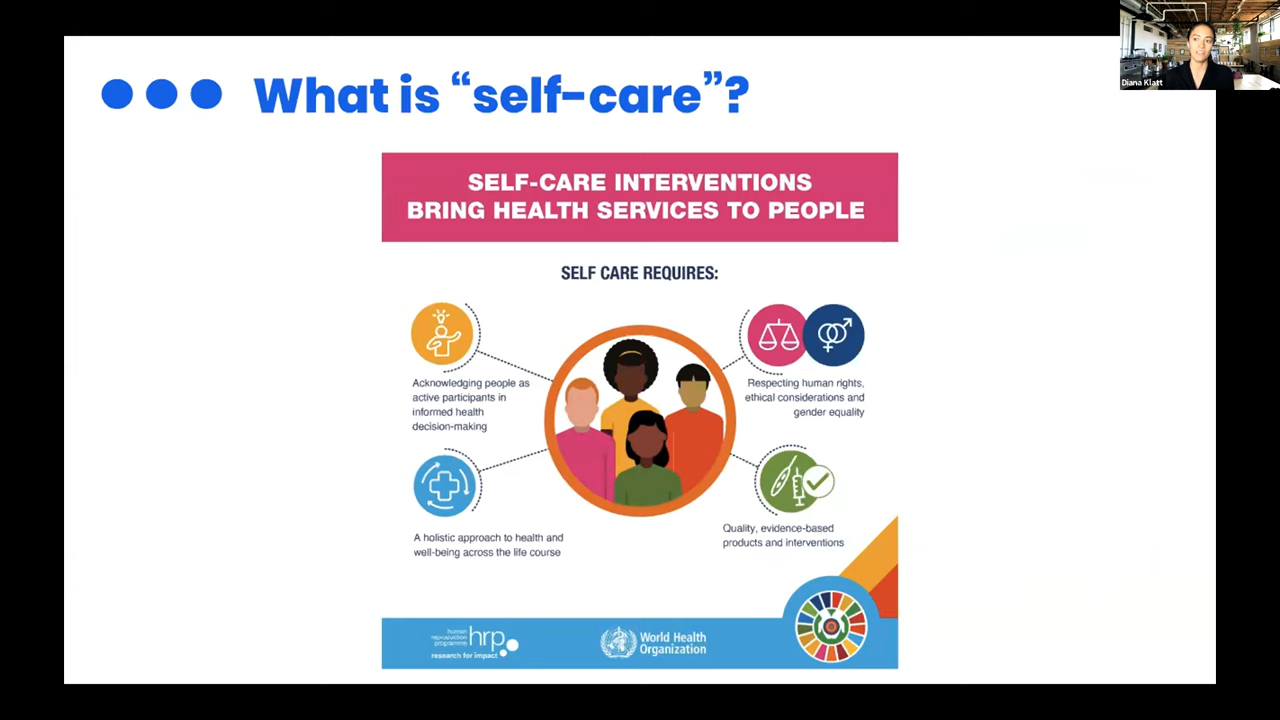 What is “self-care”?
Diana Klatt
SELF-CARE INTERVENTIONS
BRING HEALTH SERVICES TO PEOPLE
SELF CARE REQUIRES:
Acknowledging people as
active participants in
informed health
decision-making
Respecting human rights,
ethical considerations and
gender equality
A holistic approach to health and
well-being across the life course
Quality, evidence-based
products and interventions
human
reproduction
programme
hrp
research for impact
World Health
Organization